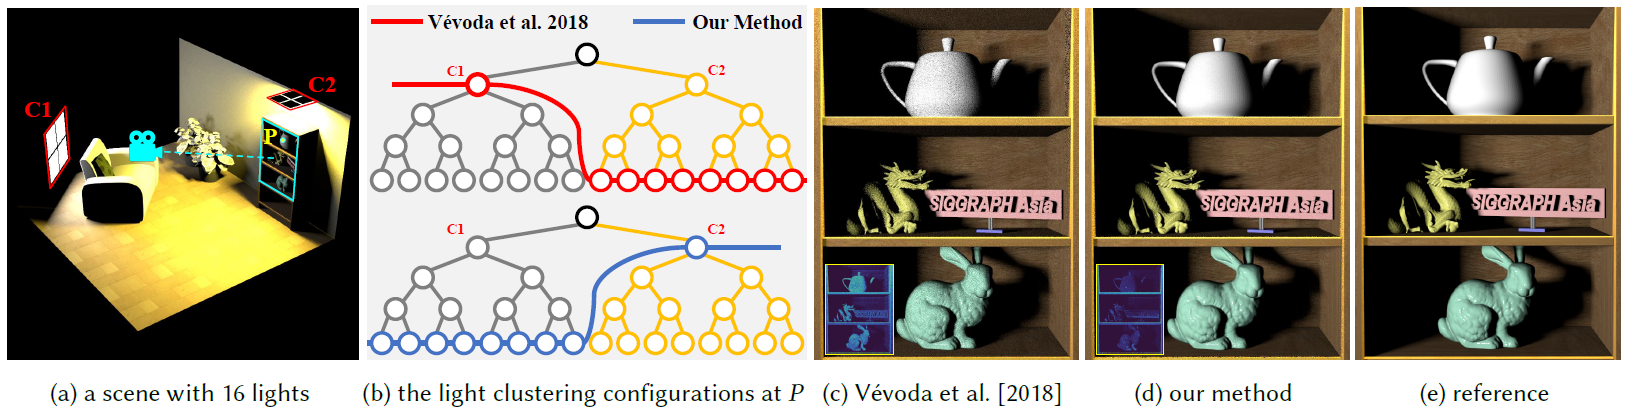 C1
C2
P
Vévoda et al. 2018
Our Method
C1
C2
C1
C2
SIGGRAPH Asia
SIGGRAPH Asia
SIGGRAPH Asia
(a) a scene with 16 lights
(b) the light clustering configurations at P
(c) Vévoda et al. [2018]
(d) our method
(e) reference